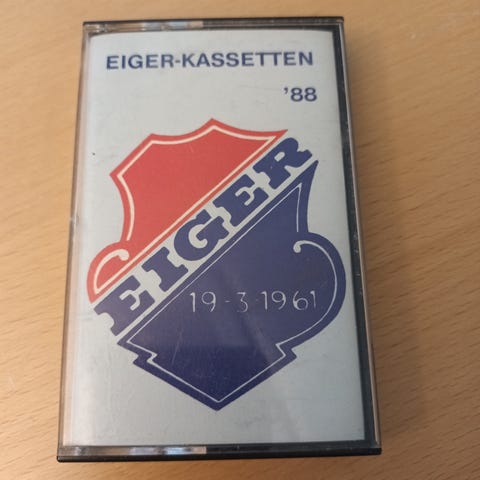 EIGER-KASSETTEN
'88
EIGER
19-3-1961